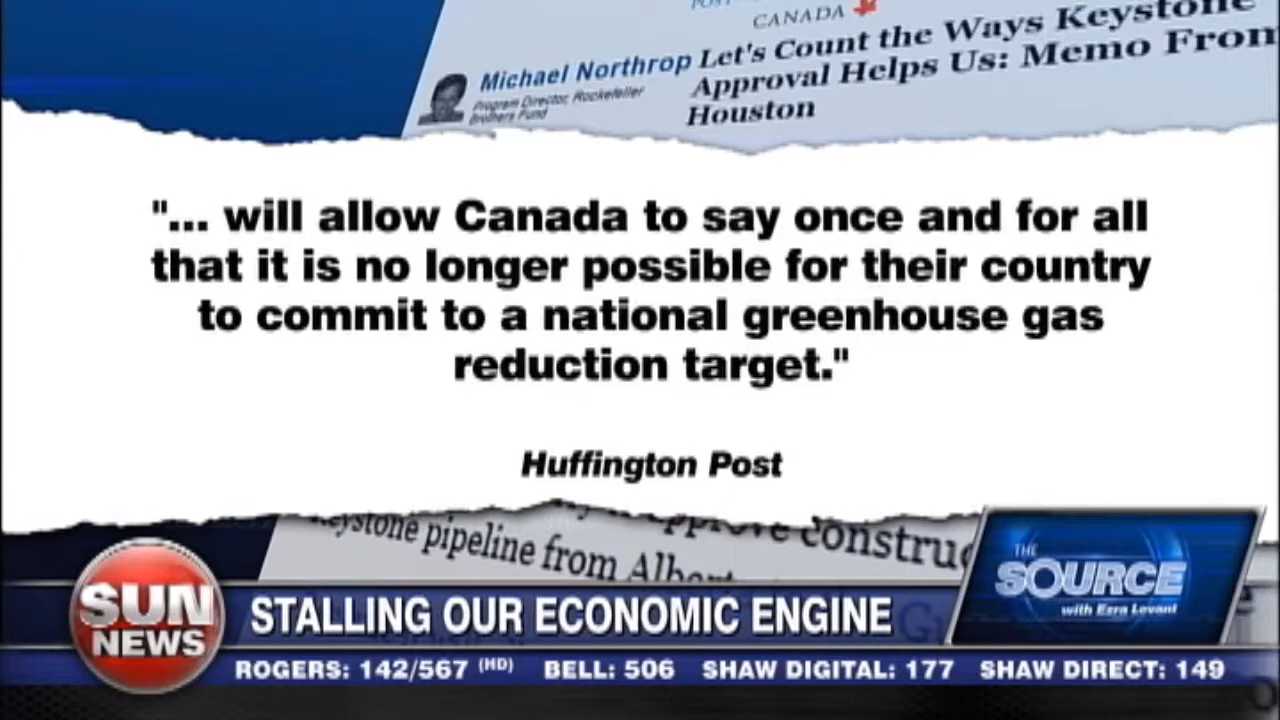 CANADA
Michael Northrop
Program Director, Rockefeller
Brothers Fund
Let's Count the Ways Keystone
Approval Helps Us: Memo From
Houston
"... will allow Canada to say once and for all
that it is no longer possible for their country
to commit to a national greenhouse gas
reduction target."
Huffington Post
approve construc
Keystone pipeline from Albert
THE
SOURCE
with Ezra Levant
SUN
NEWS
STALLING OUR ECONOMIC ENGINE
ROGERS: 142/567 (HD) BELL: 506 SHAW DIGITAL: 177 SHAW DIRECT: 149